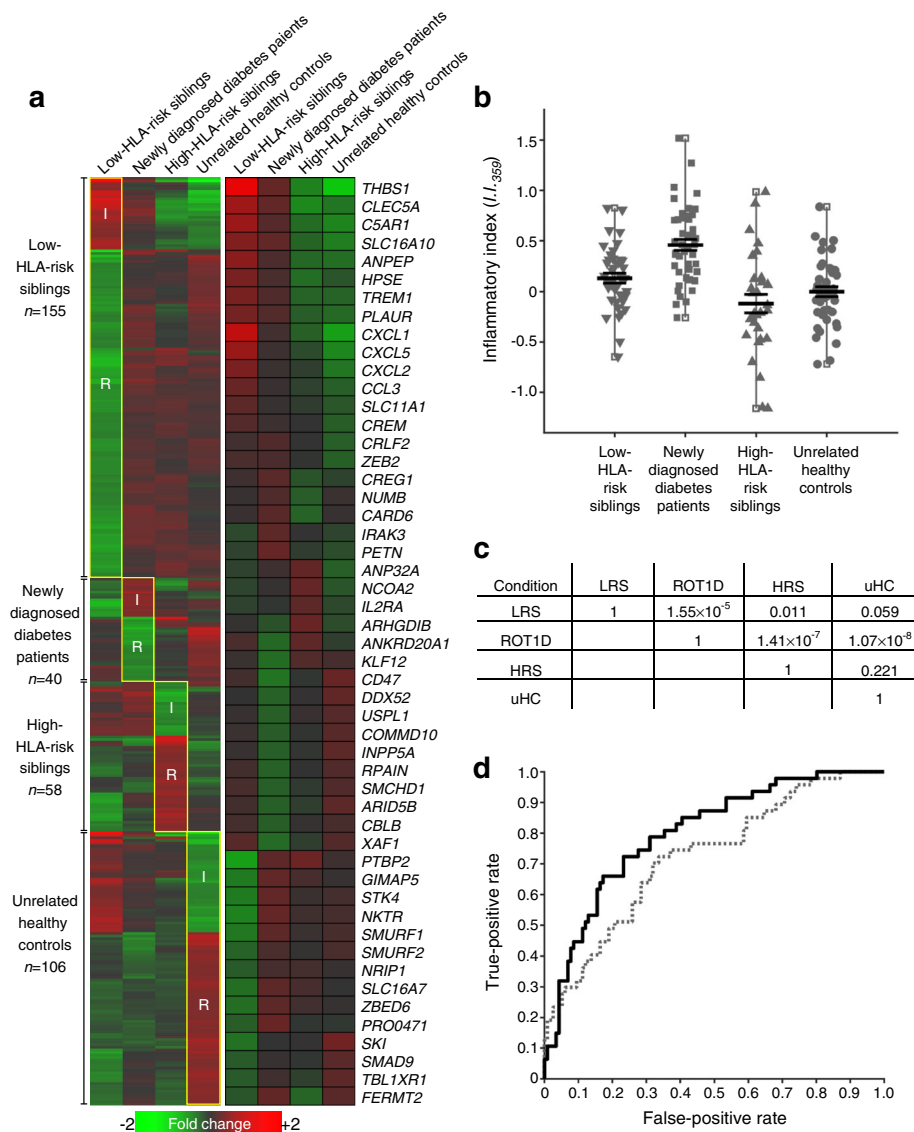 a
Low-HLA-risk siblings
Newly diagnosed diabetes paients
High-HLA-risk siblings
Unrelated healthy controls
Low-HLA-risk siblings
Newly diagnosed diabetes patients
High-HLA-risk siblings
Unrelated healthy controls
Low-
HLA-risk
siblings
n=155
Newly
diagnosed
diabetes
patients
n=40
High-
HLA-risk
siblings
n=58
Unrelated
healthy
controls
n=106
I
R
I
R
I
R
I
R
THBS1
CLEC5A
C5AR1
SLC16A10
ANPEP
HPSE
TREM1
PLAUR
CXCL1
CXCL5
CXCL2
CCL3
SLC11A1
CREM
CRLF2
ZEB2
CREG1
NUMB
CARD6
IRAK3
PETN
ANP32A
NCOA2
IL2RA
ARHGDIB
ANKRD20A1
KLF12
CD47
DDX52
USPL1
COMMD10
INPP5A
RPAIN
SMCHD1
ARID5B
CBLB
XAF1
PTBP2
GIMAP5
STK4
NKTR
SMURF1
SMURF2
NRIP1
SLC16A7
ZBED6
PRO0471
SKI
SMAD9
TBL1XR1
FERMT2
-2 Fold change +2
b
Inflammatory index (I.I.359)
1.5
1.0
0.5
0
-0.5
-1.0
Low-
HLA-
risk
siblings
Newly
diagnosed
diabetes
patients
High-
HLA-risk
siblings
Unrelated
healthy
controls
c
Condition LRS ROT1D HRS uHC
LRS 1 1.55×10-5 0.011 0.059
ROT1D 1 1.41×10-7 1.07×10-8
HRS 1 0.221
uHC 1
d
True-positive rate
1.0
0.9
0.8
0.7
0.6
0.5
0.4
0.3
0.2
0.1
0
0 0.1 0.2 0.3 0.4 0.5 0.6 0.7 0.8 0.9 1.0
False-positive rate